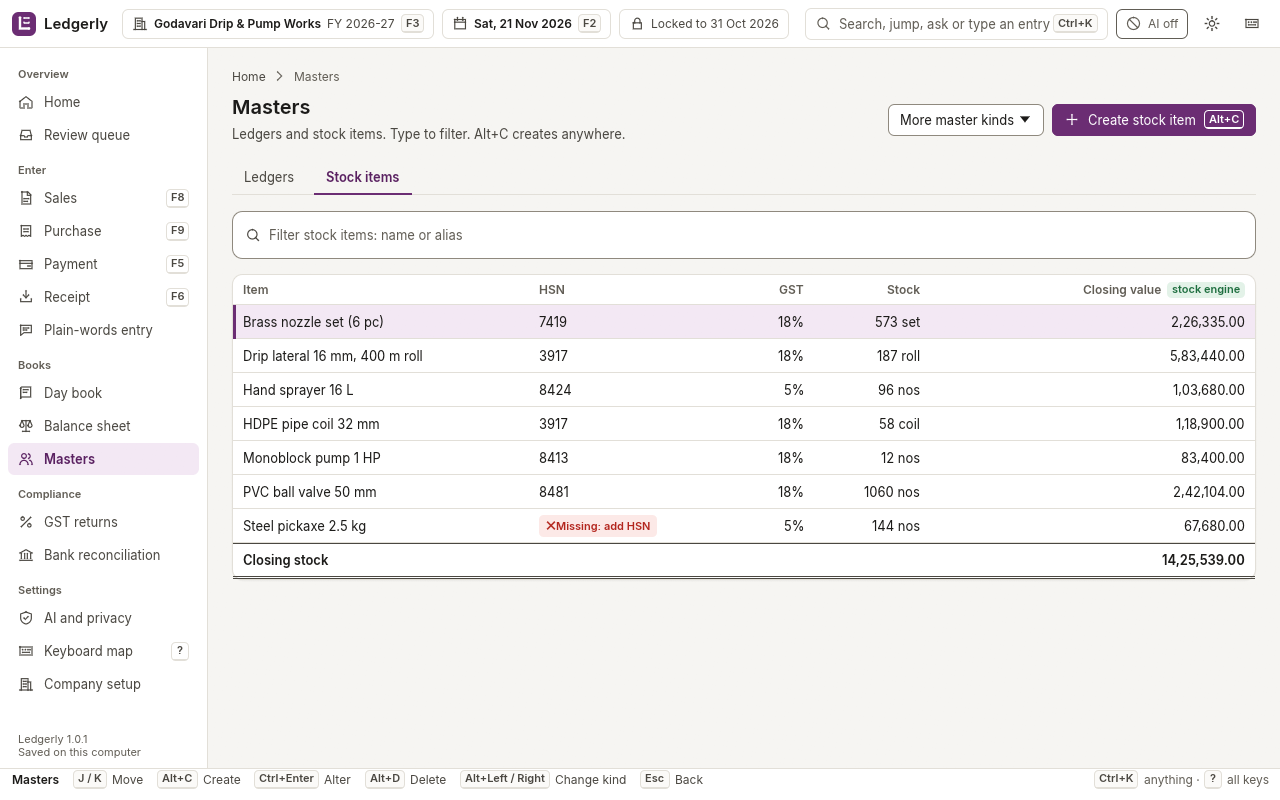 Ledgerly
Godavari Drip & Pump Works FY 2026-27 F3
Sat, 21 Nov 2026 F2
Locked to 31 Oct 2026
Search, jump, ask or type an entry Ctrl+K
AI off
Overview
Home
Review queue
Enter
Sales F8
Purchase F9
Payment F5
Receipt F6
Plain-words entry
Books
Day book
Balance sheet
Masters
Compliance
GST returns
Bank reconciliation
Settings
AI and privacy
Keyboard map ?
Company setup
Ledgerly 1.0.1
Saved on this computer
Home Masters
Masters
Ledgers and stock items. Type to filter. Alt+C creates anywhere.
More master kinds
Create stock item Alt+C
Ledgers Stock items
Filter stock items: name or alias
Item HSN GST Stock Closing value stock engine
Brass nozzle set (6 pc) 7419 18% 573 set 2,26,335.00
Drip lateral 16 mm, 400 m roll 3917 18% 187 roll 5,83,440.00
Hand sprayer 16 L 8424 5% 96 nos 1,03,680.00
HDPE pipe coil 32 mm 3917 18% 58 coil 1,18,900.00
Monoblock pump 1 HP 8413 18% 12 nos 83,400.00
PVC ball valve 50 mm 8481 18% 1060 nos 2,42,104.00
Steel pickaxe 2.5 kg Missing: add HSN 5% 144 nos 67,680.00
Closing stock 14,25,539.00
Masters J / K Move Alt+C Create Ctrl+Enter Alter Alt+D Delete Alt+Left / Right Change kind Esc Back
Ctrl+K anything · ? all keys